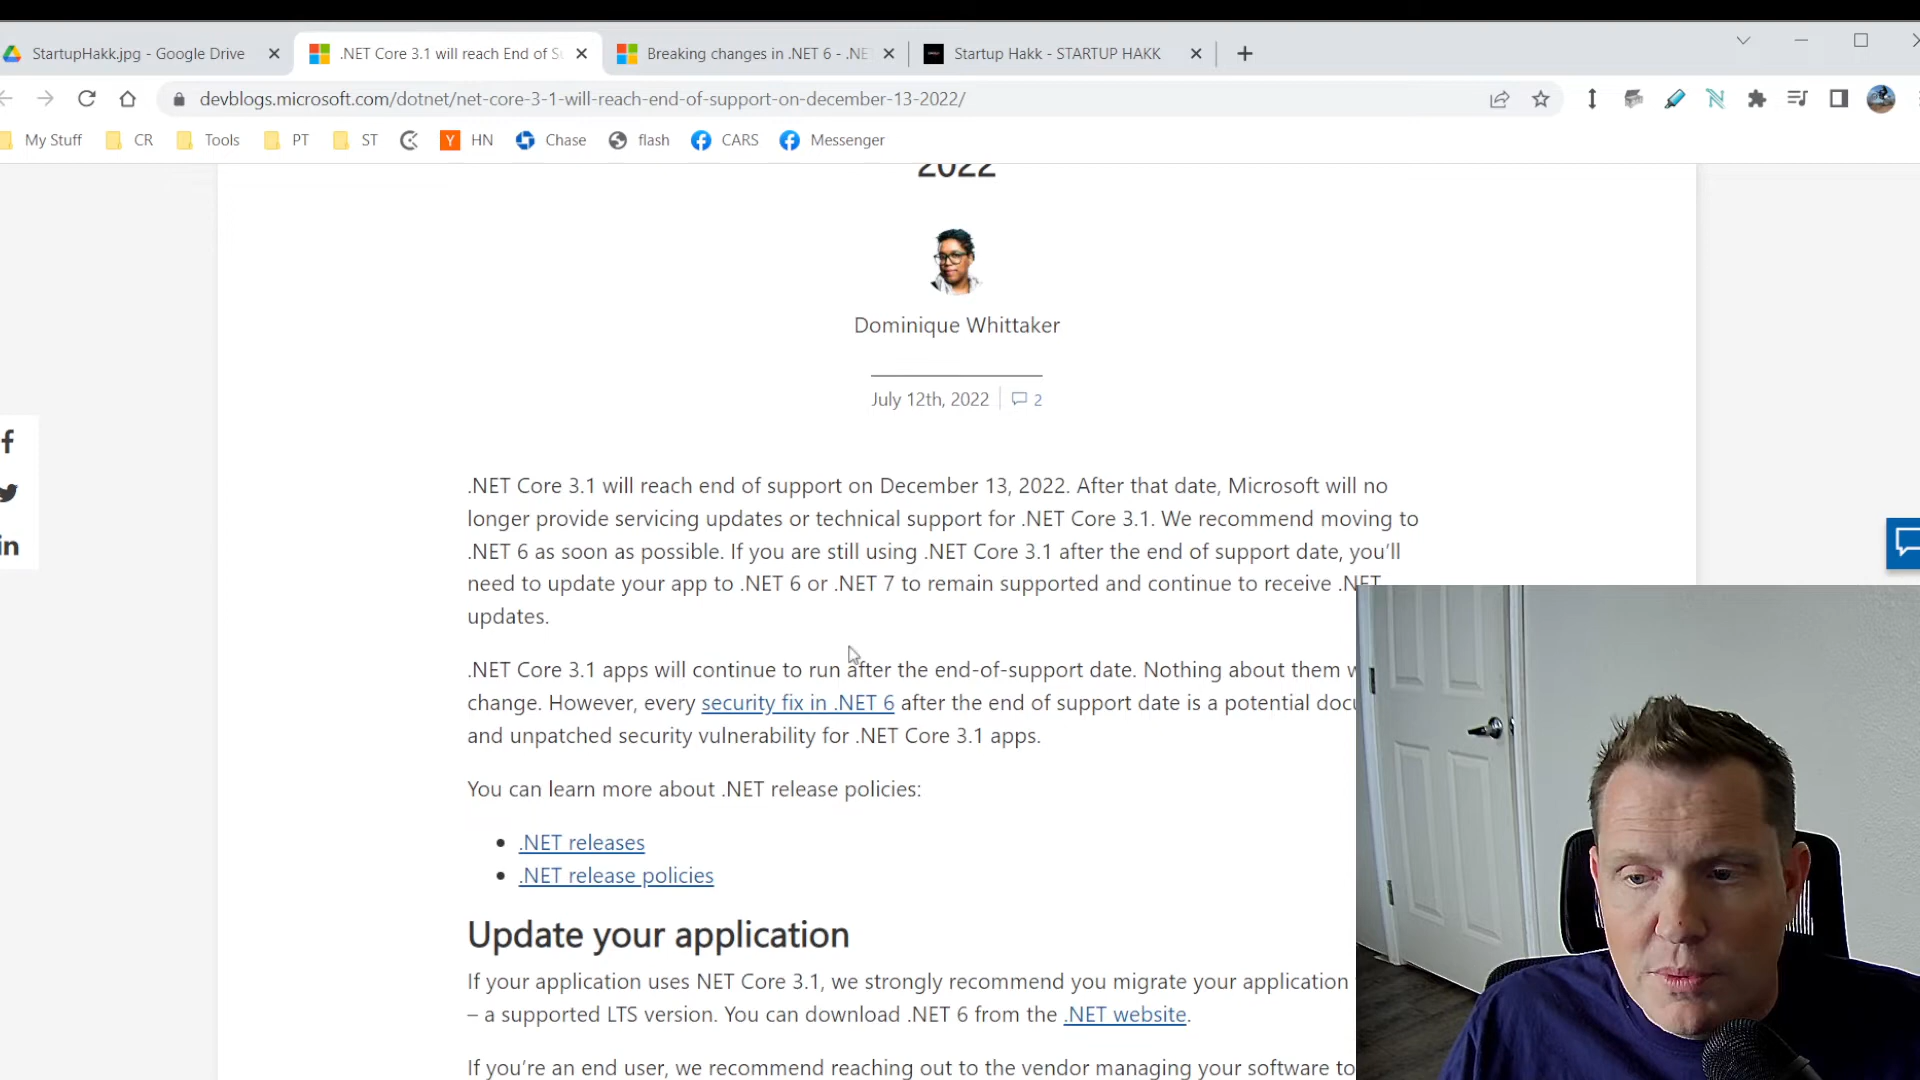 StartupHakk.jpg - Google Drive
.NET Core 3.1 will reach End of S
Breaking changes in .NET 6 - .NE
Startup Hakk - STARTUP HAKK
devblogs.microsoft.com/dotnet/net-core-3-1-will-reach-end-of-support-on-december-13-2022/
My Stuff
CR
Tools
PT
ST
HN
Chase
flash
CARS
Messenger
2022
Dominique Whittaker
July 12th, 2022
2
.NET Core 3.1 will reach end of support on December 13, 2022. After that date, Microsoft will no
longer provide servicing updates or technical support for .NET Core 3.1. We recommend moving to
.NET 6 as soon as possible. If you are still using .NET Core 3.1 after the end of support date, you’ll
need to update your app to .NET 6 or .NET 7 to remain supported and continue to receive .NET
updates.
.NET Core 3.1 apps will continue to run after the end-of-support date. Nothing about them
change. However, every security fix in .NET 6 after the end of support date is a potential
and unpatched security vulnerability for .NET Core 3.1 apps.
You can learn more about .NET release policies:
• .NET releases
• .NET release policies
Update your application
If your application uses NET Core 3.1, we strongly recommend you migrate your application
– a supported LTS version. You can download .NET 6 from the .NET website.
If you’re an end user, we recommend reaching out to the vendor managing your software to